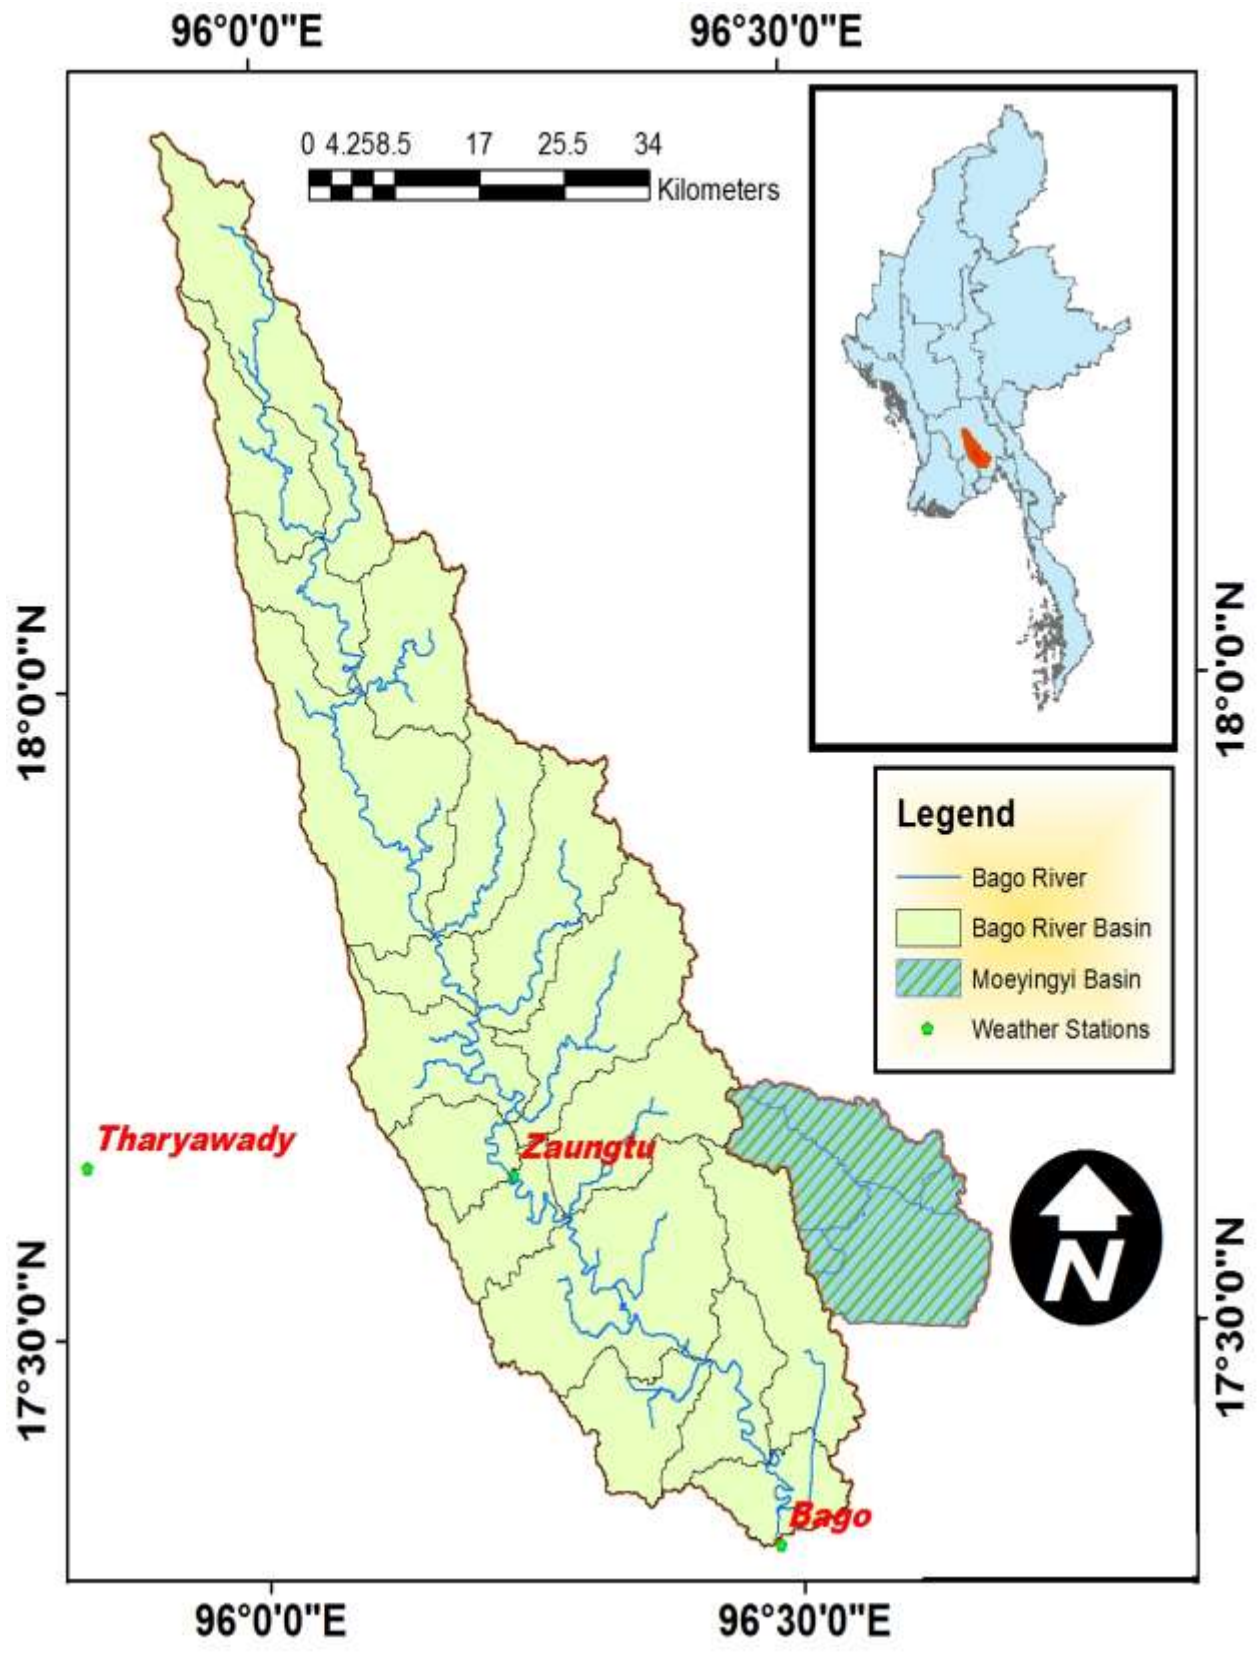 96°0'0"E 96°30'0"E
0 4.258.5 17 25.5 34
Kilometers
18°0'0"N
18°0'0"N
Legend
Bago River
Bago River Basin
Moeyingyi Basin
Weather Stations
Tharyawady
Zaungtu
N
17°30'0"N
17°30'0"N
Bago
96°0'0"E 96°30'0"E